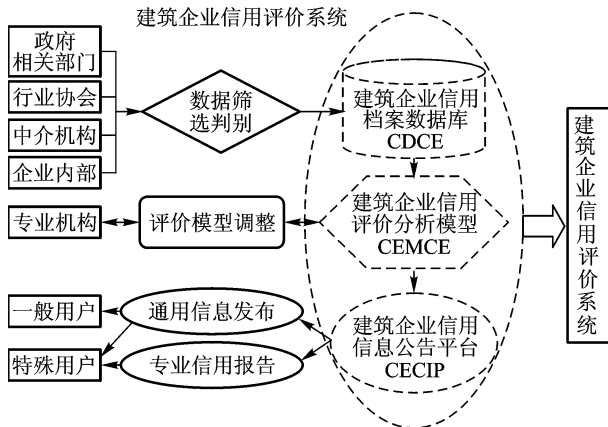 建筑企业信用评价系统
政府
相关部门
行业协会
中介机构
企业内部
数据筛
选判别
建筑企业信用
档案数据库
CDCE
专业机构
评价模型调整
建筑企业信用
评价分析模型
CEMCE
一般用户
特殊用户
通用信息发布
专业信用报告
建筑企业信用
信息公告平台
CECIP
建筑企业信用评价系统